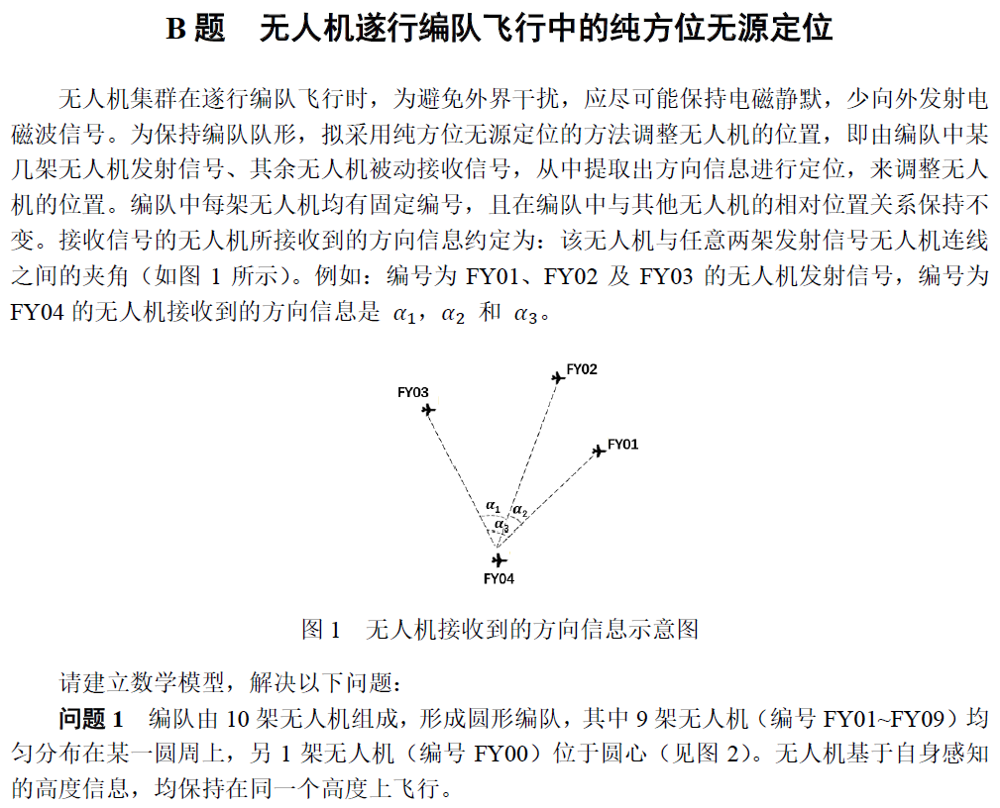 B 题 无人机遂行编队飞行中的纯方位无源定位
无人机集群在遂行编队飞行时，为避免外界干扰，应尽可能保持电磁静默，少向外发射电
磁波信号。为保持编队队形，拟采用纯方位无源定位的方法调整无人机的位置，即由编队中某
几架无人机发射信号、其余无人机被动接收信号，从中提取出方向信息进行定位，来调整无人
机的位置。编队中每架无人机均有固定编号，且在编队中与其他无人机的相对位置关系保持不
变。接收信号的无人机所接收到的方向信息约定为：该无人机与任意两架发射信号无人机连线
之间的夹角（如图 1 所示）。例如：编号为 FY01、FY02 及 FY03 的无人机发射信号，编号为
FY04 的无人机接收到的方向信息是 α₁，α₂ 和 α₃。
FY02
FY03
FY01
α₁
α₂
α₃
FY04
图 1 无人机接收到的方向信息示意图
请建立数学模型，解决以下问题：
问题 1 编队由 10 架无人机组成，形成圆形编队，其中 9 架无人机（编号 FY01~FY09）均
匀分布在某一圆周上，另 1 架无人机（编号 FY00）位于圆心（见图 2）。无人机基于自身感知
的高度信息，均保持在同一个高度上飞行。